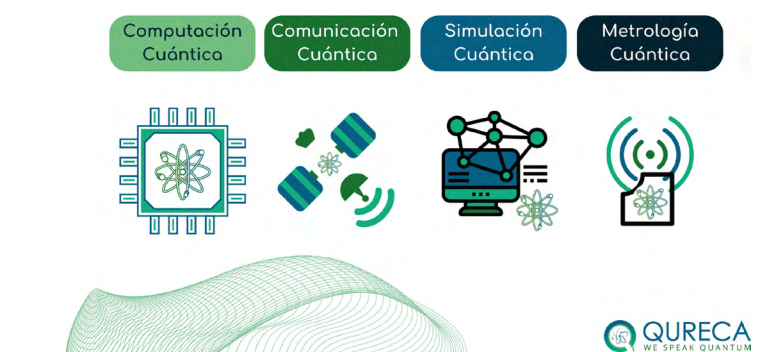 Computación
Cuántica
Comunicación
Cuántica
Simulación
Cuántica
Metrología
Cuántica
QURECA
WE SPEAK QUANTUM